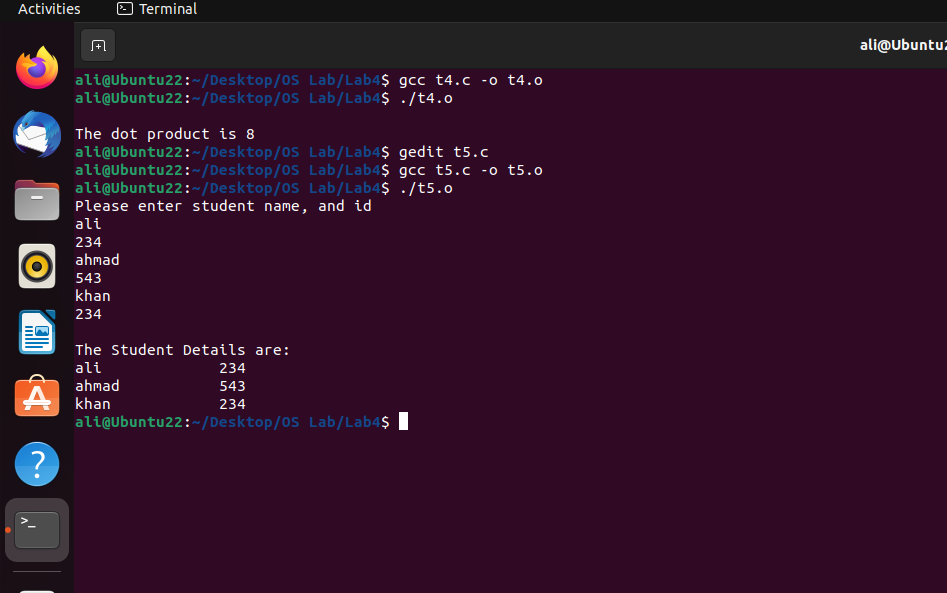 Activities
Terminal
ali@Ubuntu2
ali@Ubuntu22:~/Desktop/OS Lab/Lab4$ gcc t4.c -o t4.o
ali@Ubuntu22:~/Desktop/OS Lab/Lab4$ ./t4.o
The dot product is 8
ali@Ubuntu22:~/Desktop/OS Lab/Lab4$ gedit t5.c
ali@Ubuntu22:~/Desktop/OS Lab/Lab4$ gcc t5.c -o t5.o
ali@Ubuntu22:~/Desktop/OS Lab/Lab4$ ./t5.o
Please enter student name, and id
ali
234
ahmad
543
khan
234
The Student Details are:
ali 234
ahmad 543
khan 234
ali@Ubuntu22:~/Desktop/OS Lab/Lab4$